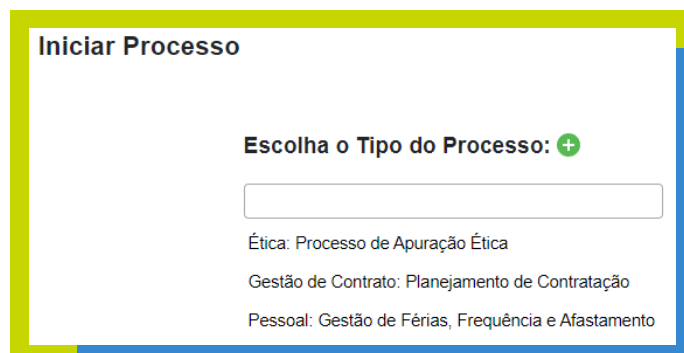 Iniciar Processo
Escolha o Tipo do Processo:
Ética: Processo de Apuração Ética
Gestão de Contrato: Planejamento de Contratação
Pessoal: Gestão de Férias, Frequência e Afastamento